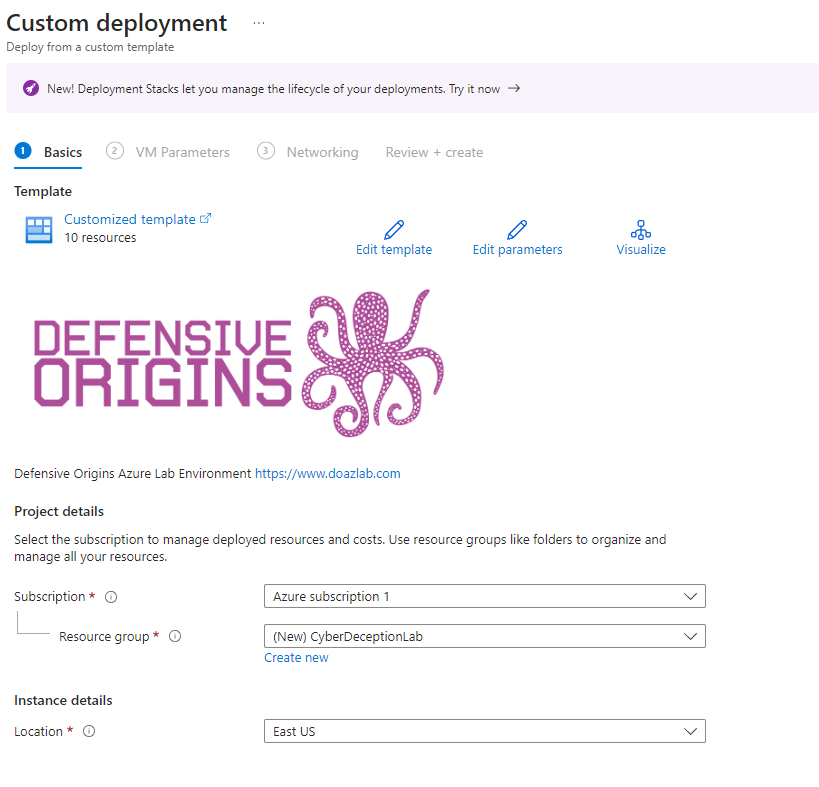 Custom deployment ...
Deploy from a custom template
New! Deployment Stacks let you manage the lifecycle of your deployments. Try it now →
1 Basics 2 VM Parameters 3 Networking Review + create
Template
Customized template
10 resources
Edit template Edit parameters Visualize
DEFENSIVE
ORIGINS
Defensive Origins Azure Lab Environment https://www.doazlab.com
Project details
Select the subscription to manage deployed resources and costs. Use resource groups like folders to organize and
manage all your resources.
Subscription * Azure subscription 1
Resource group * (New) CyberDeceptionLab
Create new
Instance details
Location * East US